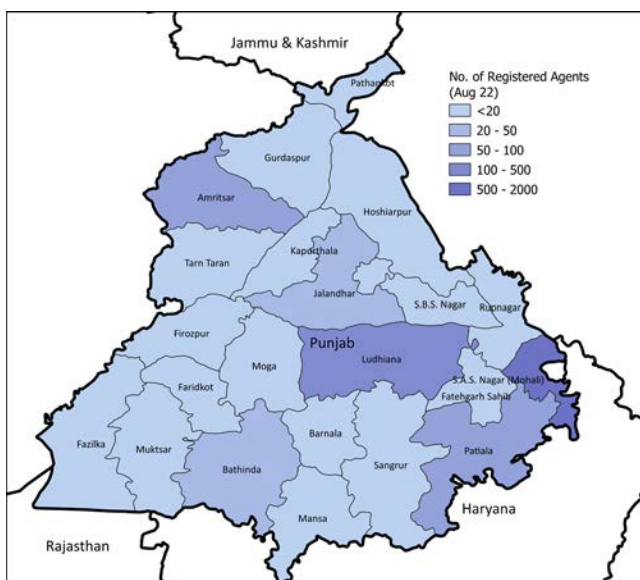 Jammu & Kashmir
No. of Registered Agents
(Aug 22)
<20
20 - 50
50 - 100
100 - 500
500 - 2000
Pathankot
Gurdaspur
Amritsar
Hoshiarpur
Kaporthala
Tarn Taran
Jalandhar
S.B.S. Nagar
Rupnagar
Firozpur
Punjab
Moga
Ludhiana
S.A.S. Nagar (Mohali)
Faridkot
Fatehgarh Sahib
Fazilka
Muktsar
Barnala
Bathinda
Sangrur
Patiala
Mansa
Haryana
Rajasthan